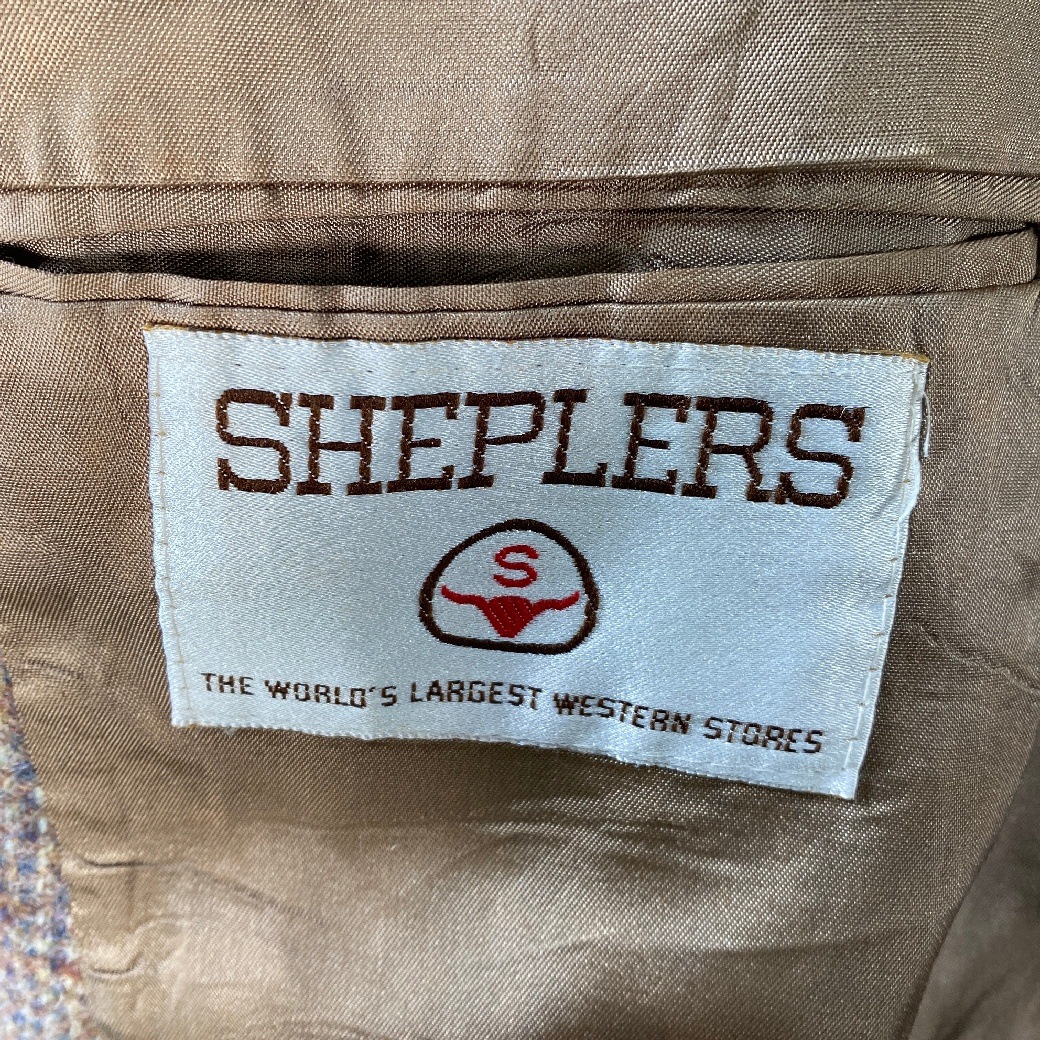 SHEPLERS
S
THE WORLD'S LARGEST WESTERN STORES